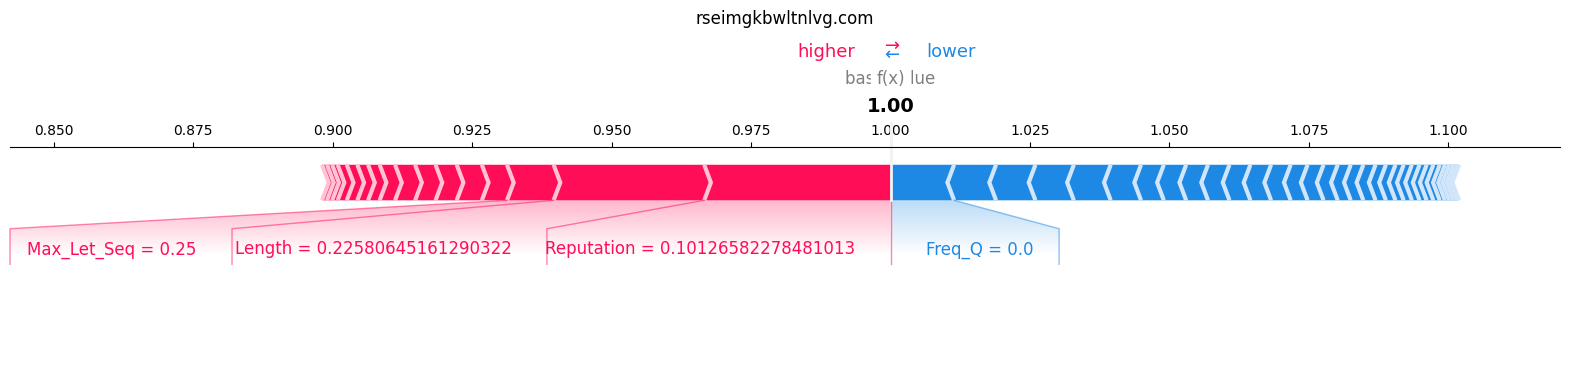 rseimgkbwltnlvg.com
higher → ← lower
bas f(x) lue
1.00
0.850 0.875 0.900 0.925 0.950 0.975 1.000 1.025 1.050 1.075 1.100
Max_Let_Seq = 0.25 Length = 0.22580645161290322 Reputation = 0.10126582278481013 Freq_Q = 0.0